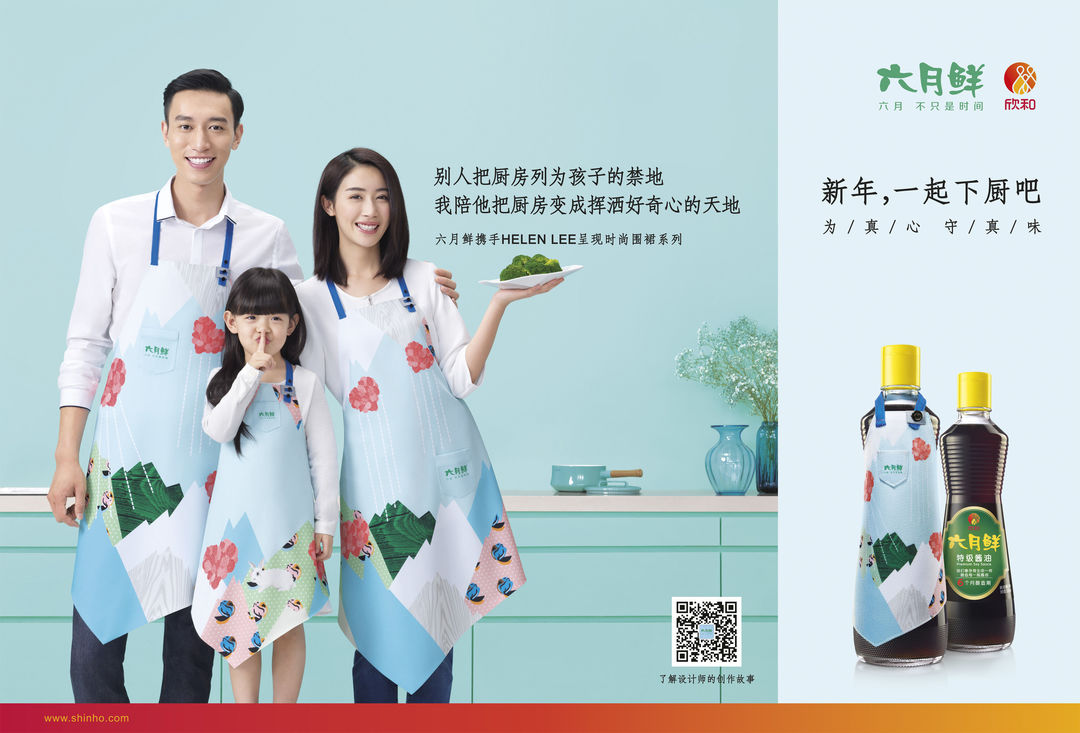 别人把厨房列为孩子的禁地
我陪他把厨房变成挥洒好奇心的天地
六月鲜携手HELEN LEE呈现时尚围裙系列
六月鲜
六月鲜
六月鲜
了解设计师的创作故事
www.shinho.com
六月鲜
六月 不只是时间
欣和
新年,一起下厨吧
为/真/心 守/真/味
六月鲜
六月鲜
特级酱油
Premium Soy Sauce